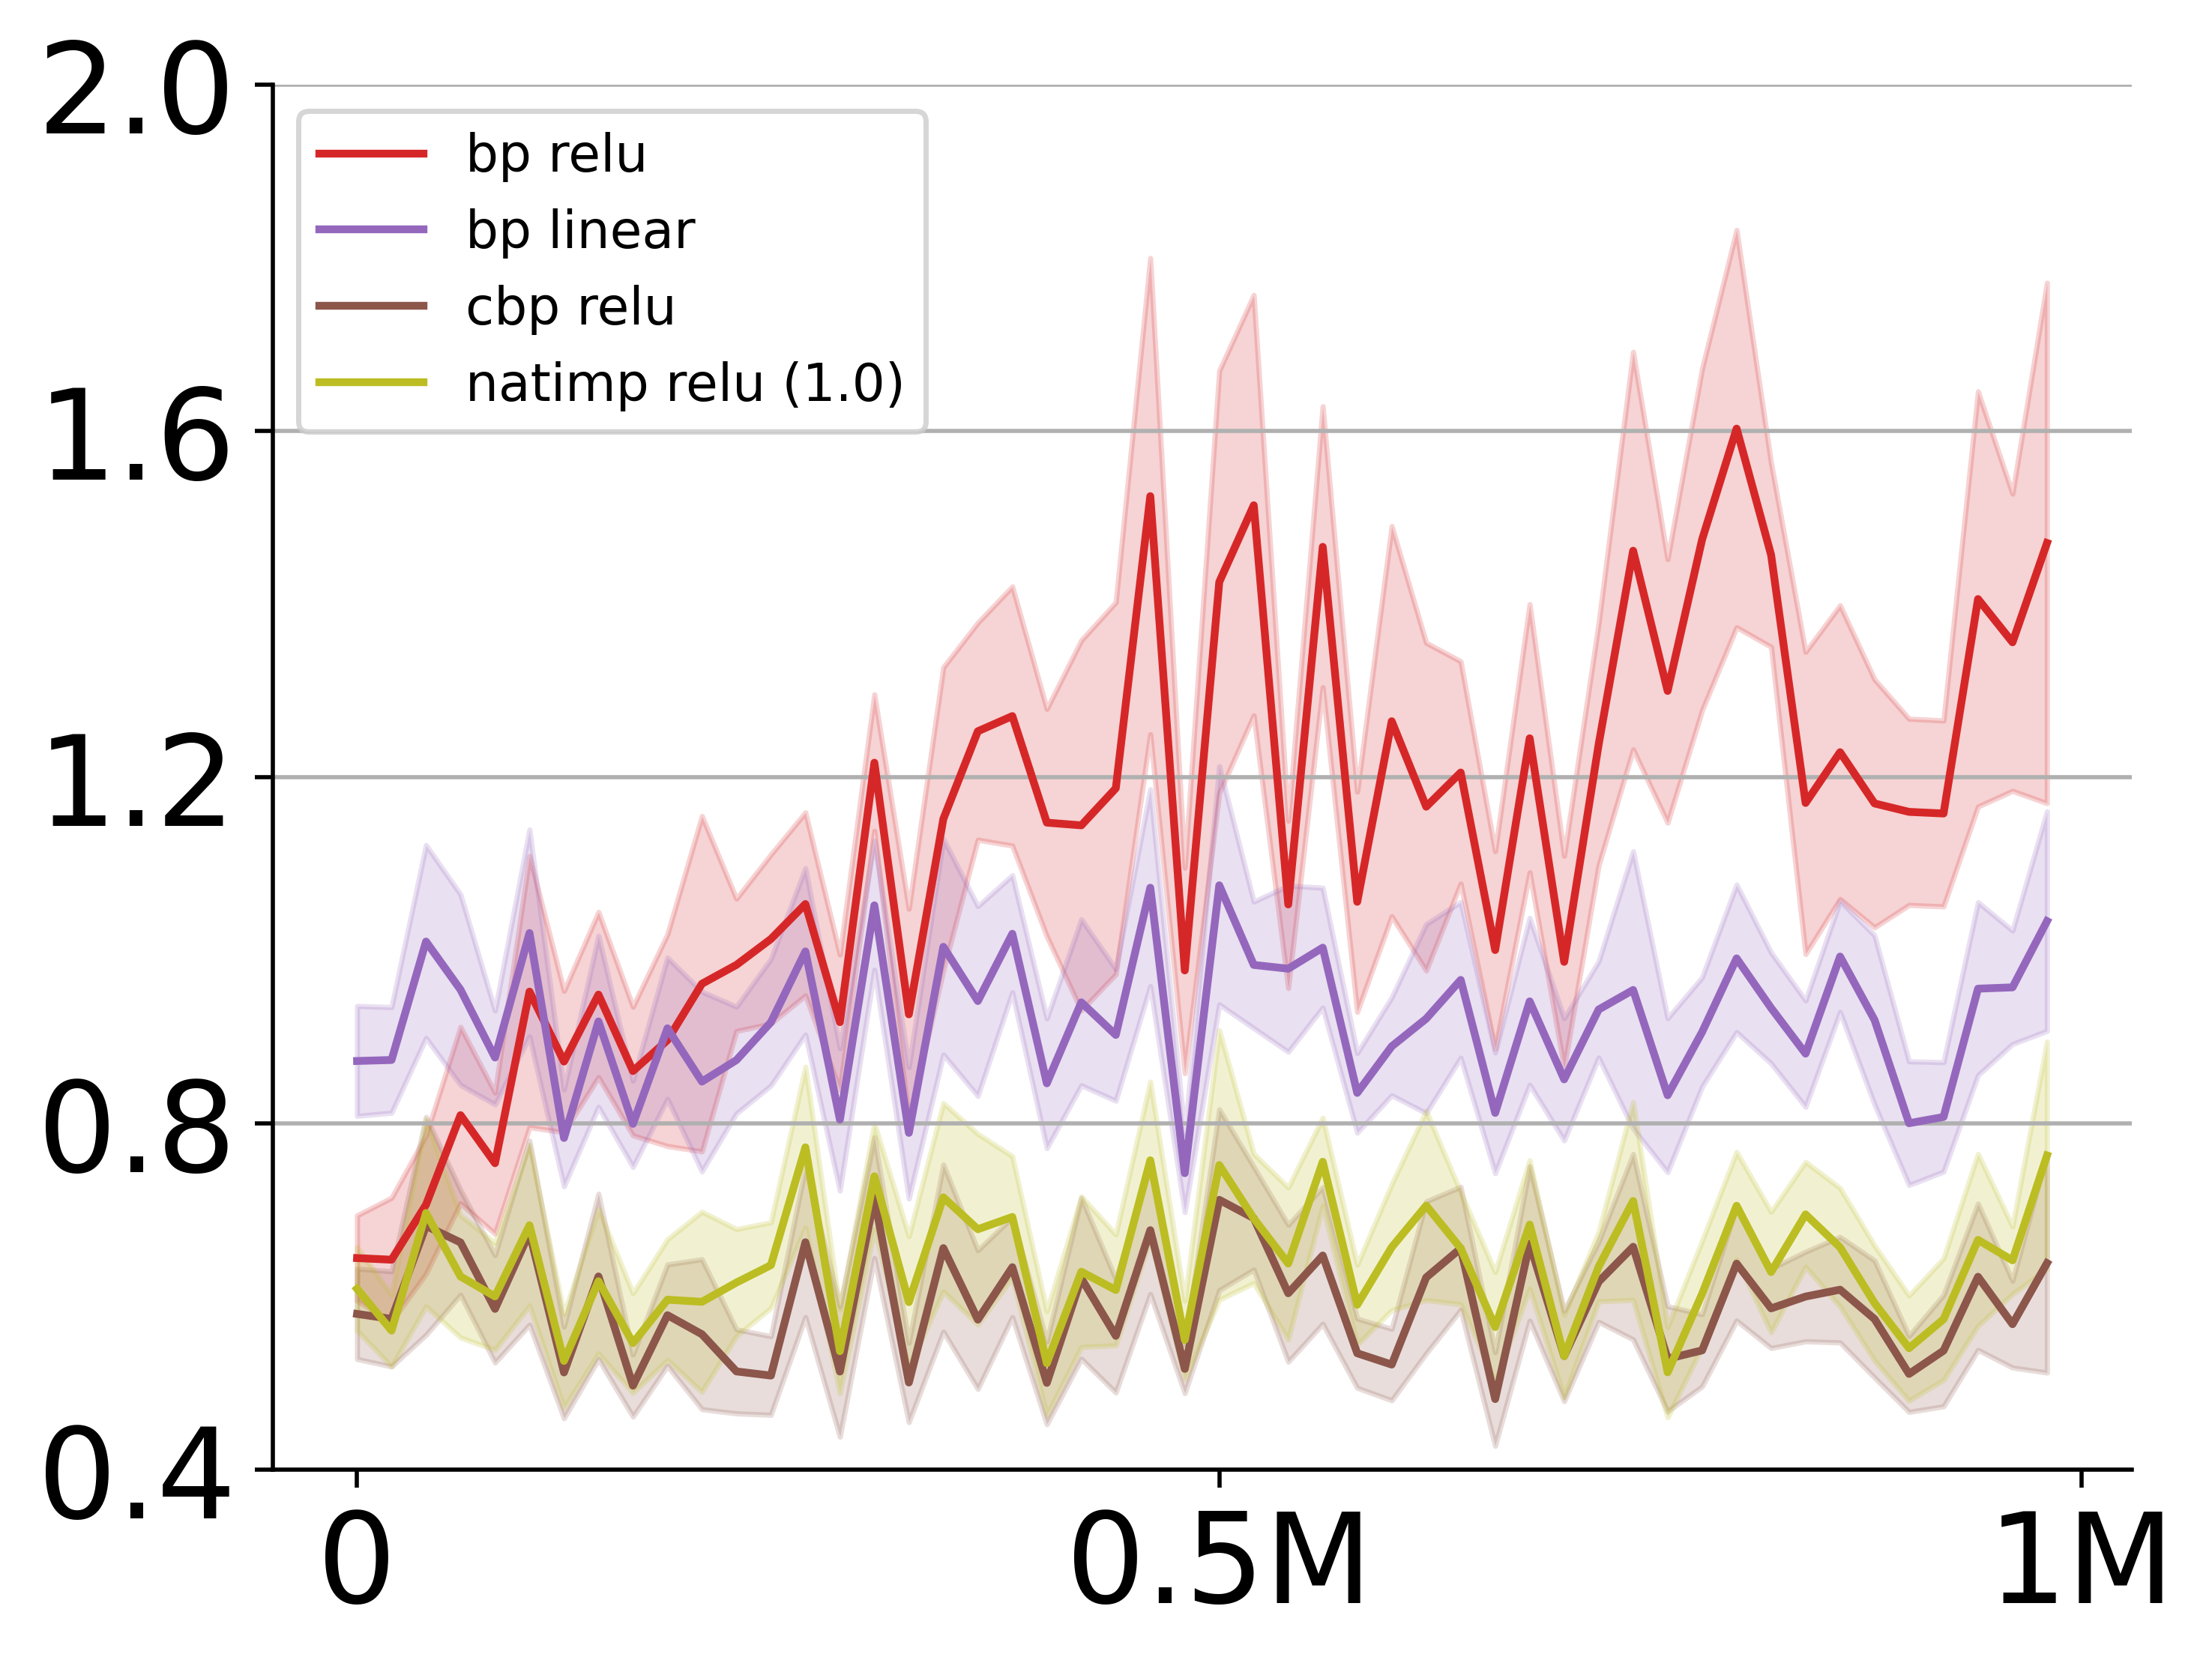 2.0
bp relu
bp linear
cbp relu
natimp relu (1.0)
1.6
1.2
0.8
0.4
0 0.5M 1M